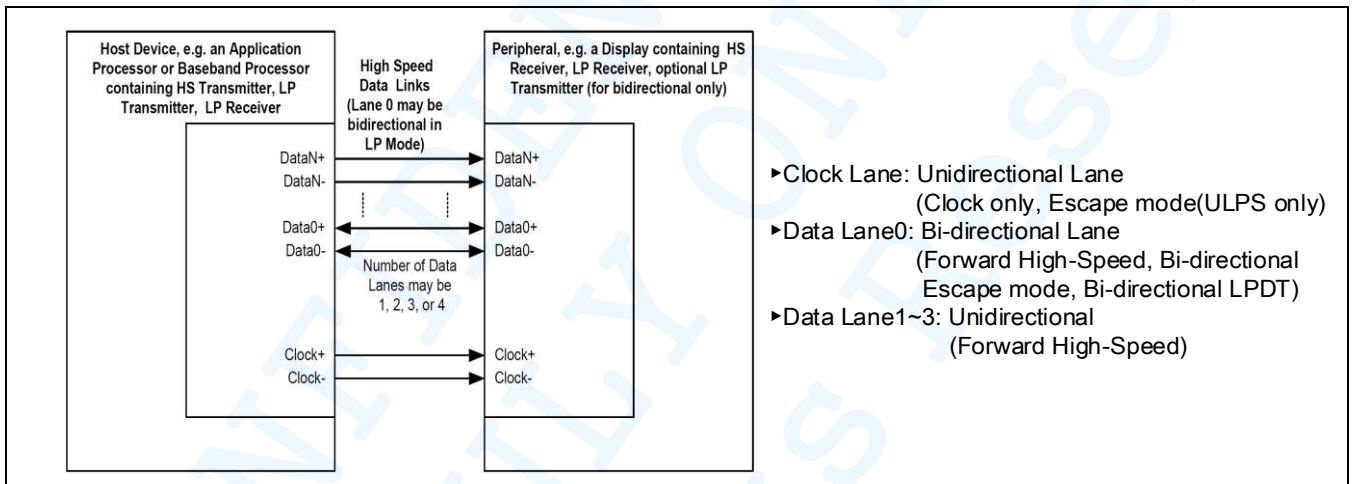 Host Device, e.g. an Application
Processor or Baseband Processor
containing HS Transmitter, LP
Transmitter, LP Receiver
High Speed
Data Links
(Lane 0 may be
bidirectional in
LP Mode)
Peripheral, e.g. a Display containing HS
Receiver, LP Receiver, optional LP
Transmitter (for bidirectional only)
DataN+
DataN-
Data0+
Data0-
Number of Data
Lanes may be
1, 2, 3, or 4
Clock+
Clock-
DataN+
DataN-
Data0+
Data0-
Clock+
Clock-
▸Clock Lane: Unidirectional Lane
(Clock only, Escape mode(ULPS only)
▸Data Lane0: Bi-directional Lane
(Forward High-Speed, Bi-directional
Escape mode, Bi-directional LPDT)
▸Data Lane1~3: Unidirectional
(Forward High-Speed)